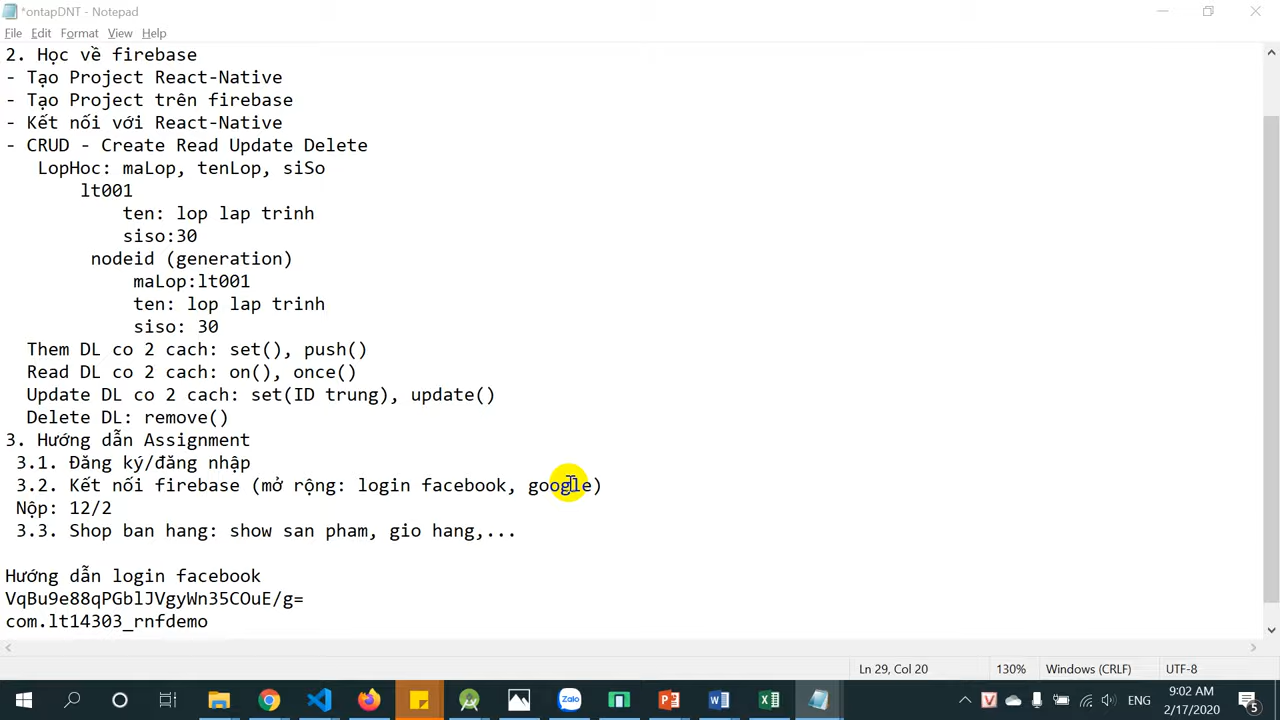 *ontapDNT - Notepad
File Edit Format View Help
2. Học về firebase
- Tạo Project React-Native
- Tạo Project trên firebase
- Kết nối với React-Native
- CRUD - Create Read Update Delete
LopHoc: maLop, tenLop, siSo
lt001
ten: lop lap trinh
siso:30
nodeid (generation)
maLop:lt001
ten: lop lap trinh
siso: 30
Them DL co 2 cach: set(), push()
Read DL co 2 cach: on(), once()
Update DL co 2 cach: set(ID trung), update()
Delete DL: remove()
3. Hướng dẫn Assignment
3.1. Đăng ký/đăng nhập
3.2. Kết nối firebase (mở rộng: login facebook, google)
Nộp: 12/2
3.3. Shop ban hang: show san pham, gio hang,...
Hướng dẫn login facebook
VqBu9e88qPGblJVgyWn35COuE/g=
com.lt14303_rnfdemo
Ln 29, Col 20 130% Windows (CRLF) UTF-8
Zalo
ENG
9:02 AM
2/17/2020
5